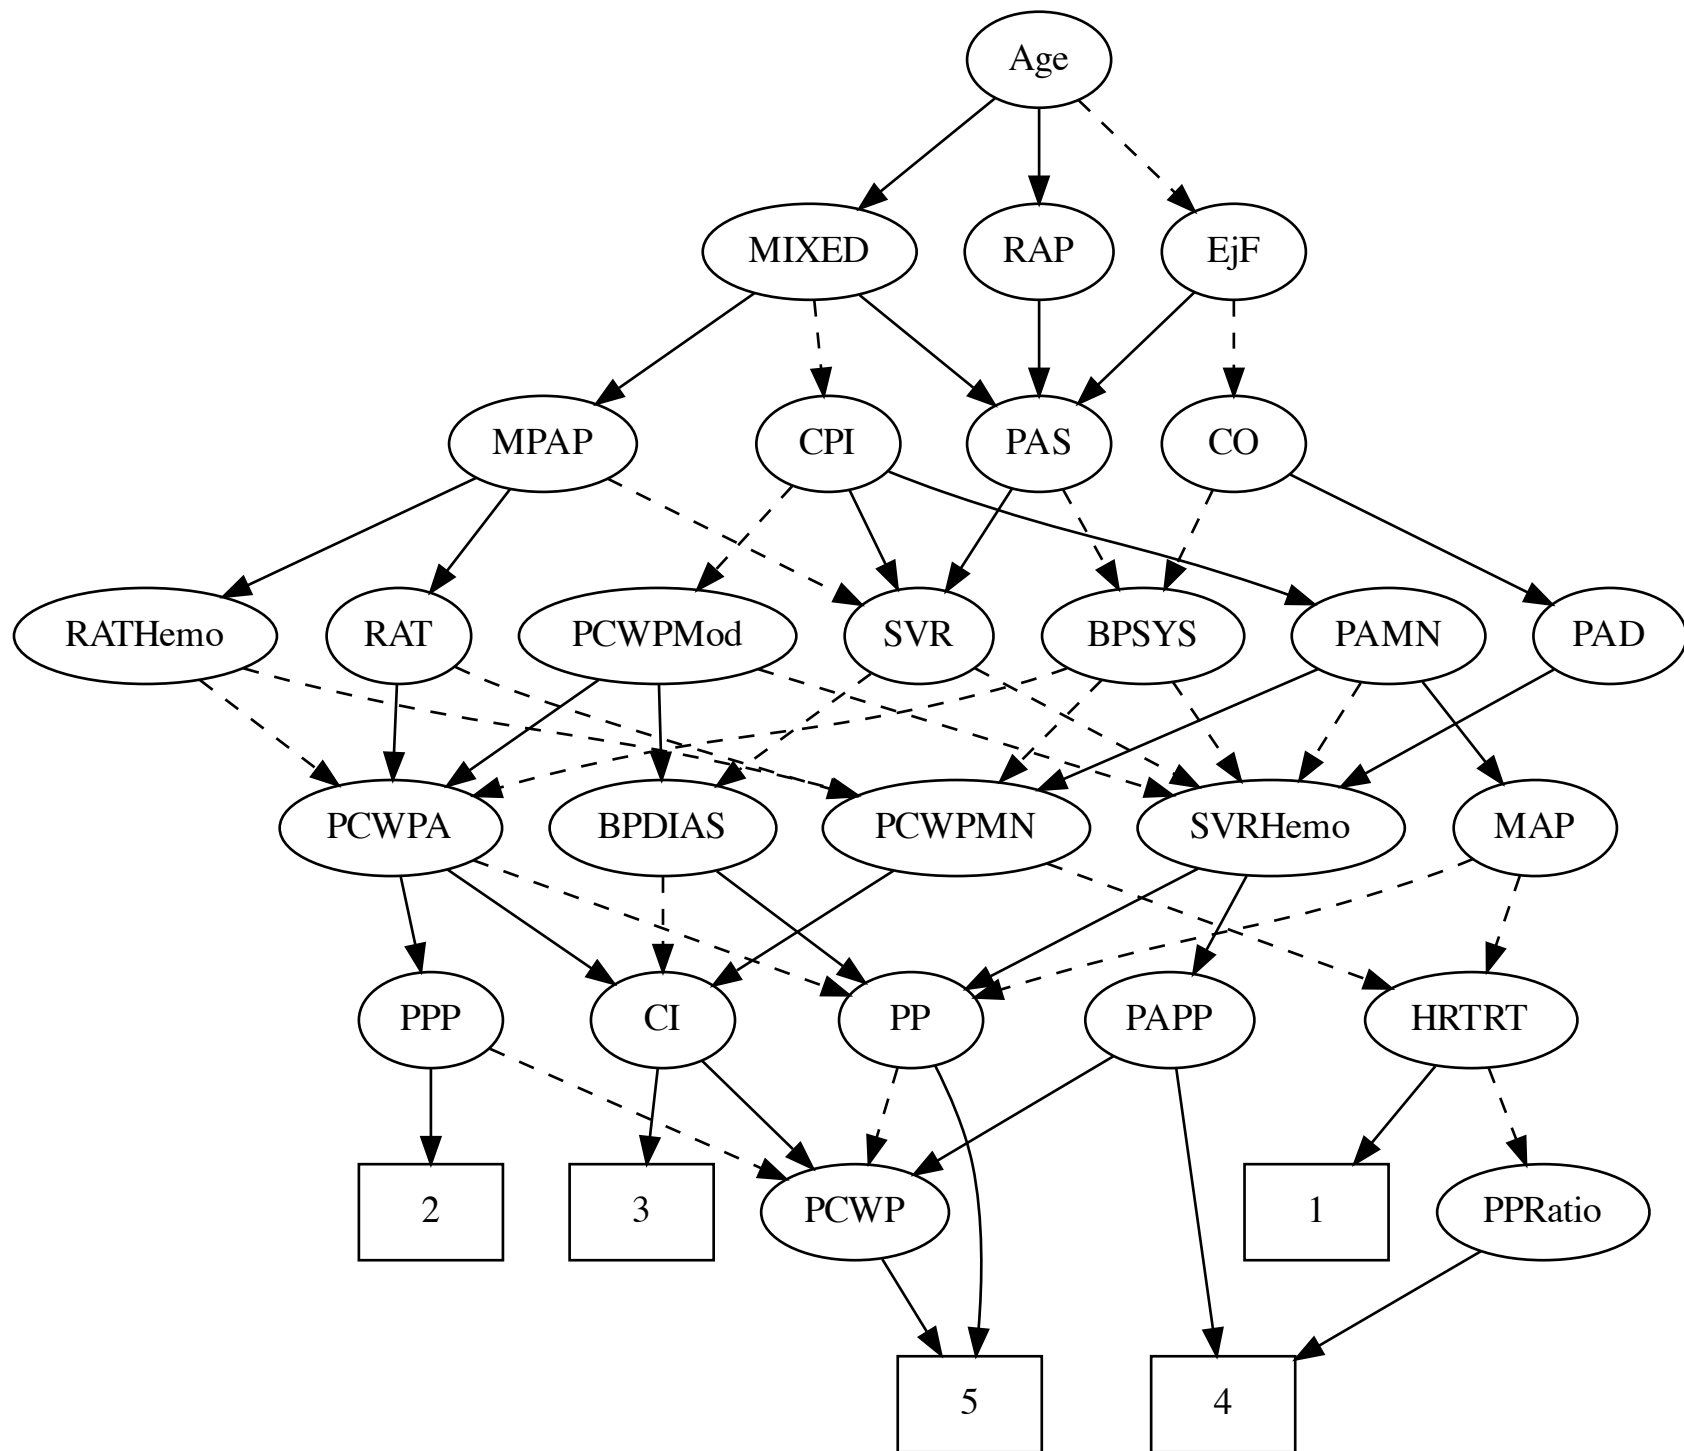 Age
MIXED
RAP
EjF
MPAP
CPI
PAS
CO
RATHemo
RAT
PCWPMod
SVR
BPSYS
PAMN
PAD
PCWPA
BPDIAS
PCWPMN
SVRHemo
MAP
PPP
CI
PP
PAPP
HRTRT
2
3
PCWP
1
PPRatio
5
4